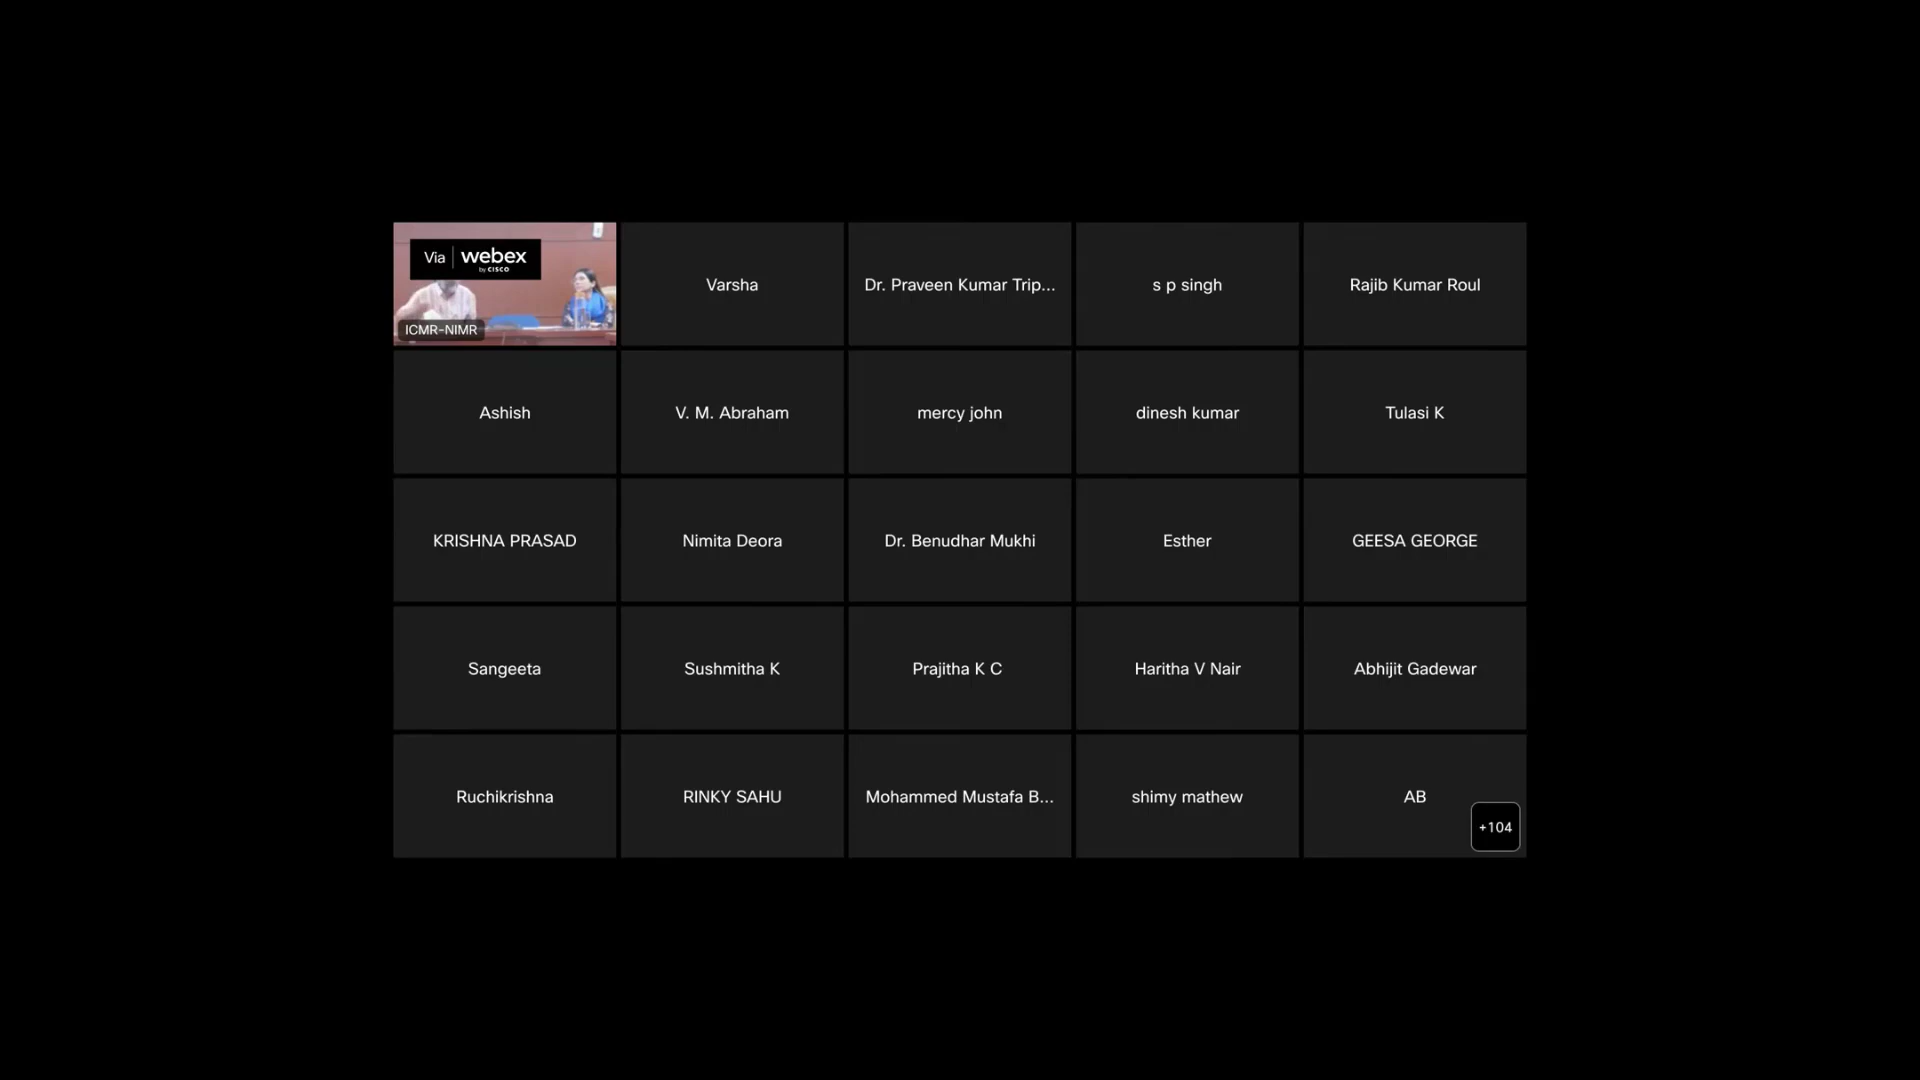 Via webex
by CISCO
ICMR-NIMR
Varsha
Dr. Praveen Kumar Trip...
s p singh
Rajib Kumar Roul
Ashish
V. M. Abraham
mercy john
dinesh kumar
Tulasi K
KRISHNA PRASAD
Nimita Deora
Dr. Benudhar Mukhi
Esther
GEESA GEORGE
Sangeeta
Sushmitha K
Prajitha K C
Haritha V Nair
Abhijit Gadewar
Ruchikrishna
RINKY SAHU
Mohammed Mustafa B...
shimy mathew
AB
+104